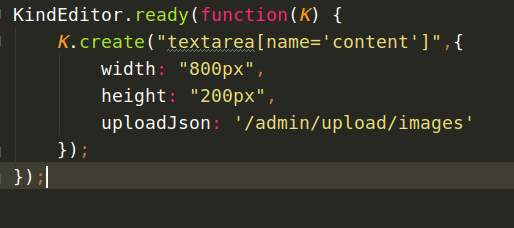 KindEditor.ready(function(K) {
    K.create("textarea[name='content']",{
        width: "800px",
        height: "200px",
        uploadJson: '/admin/upload/images'
    });
});